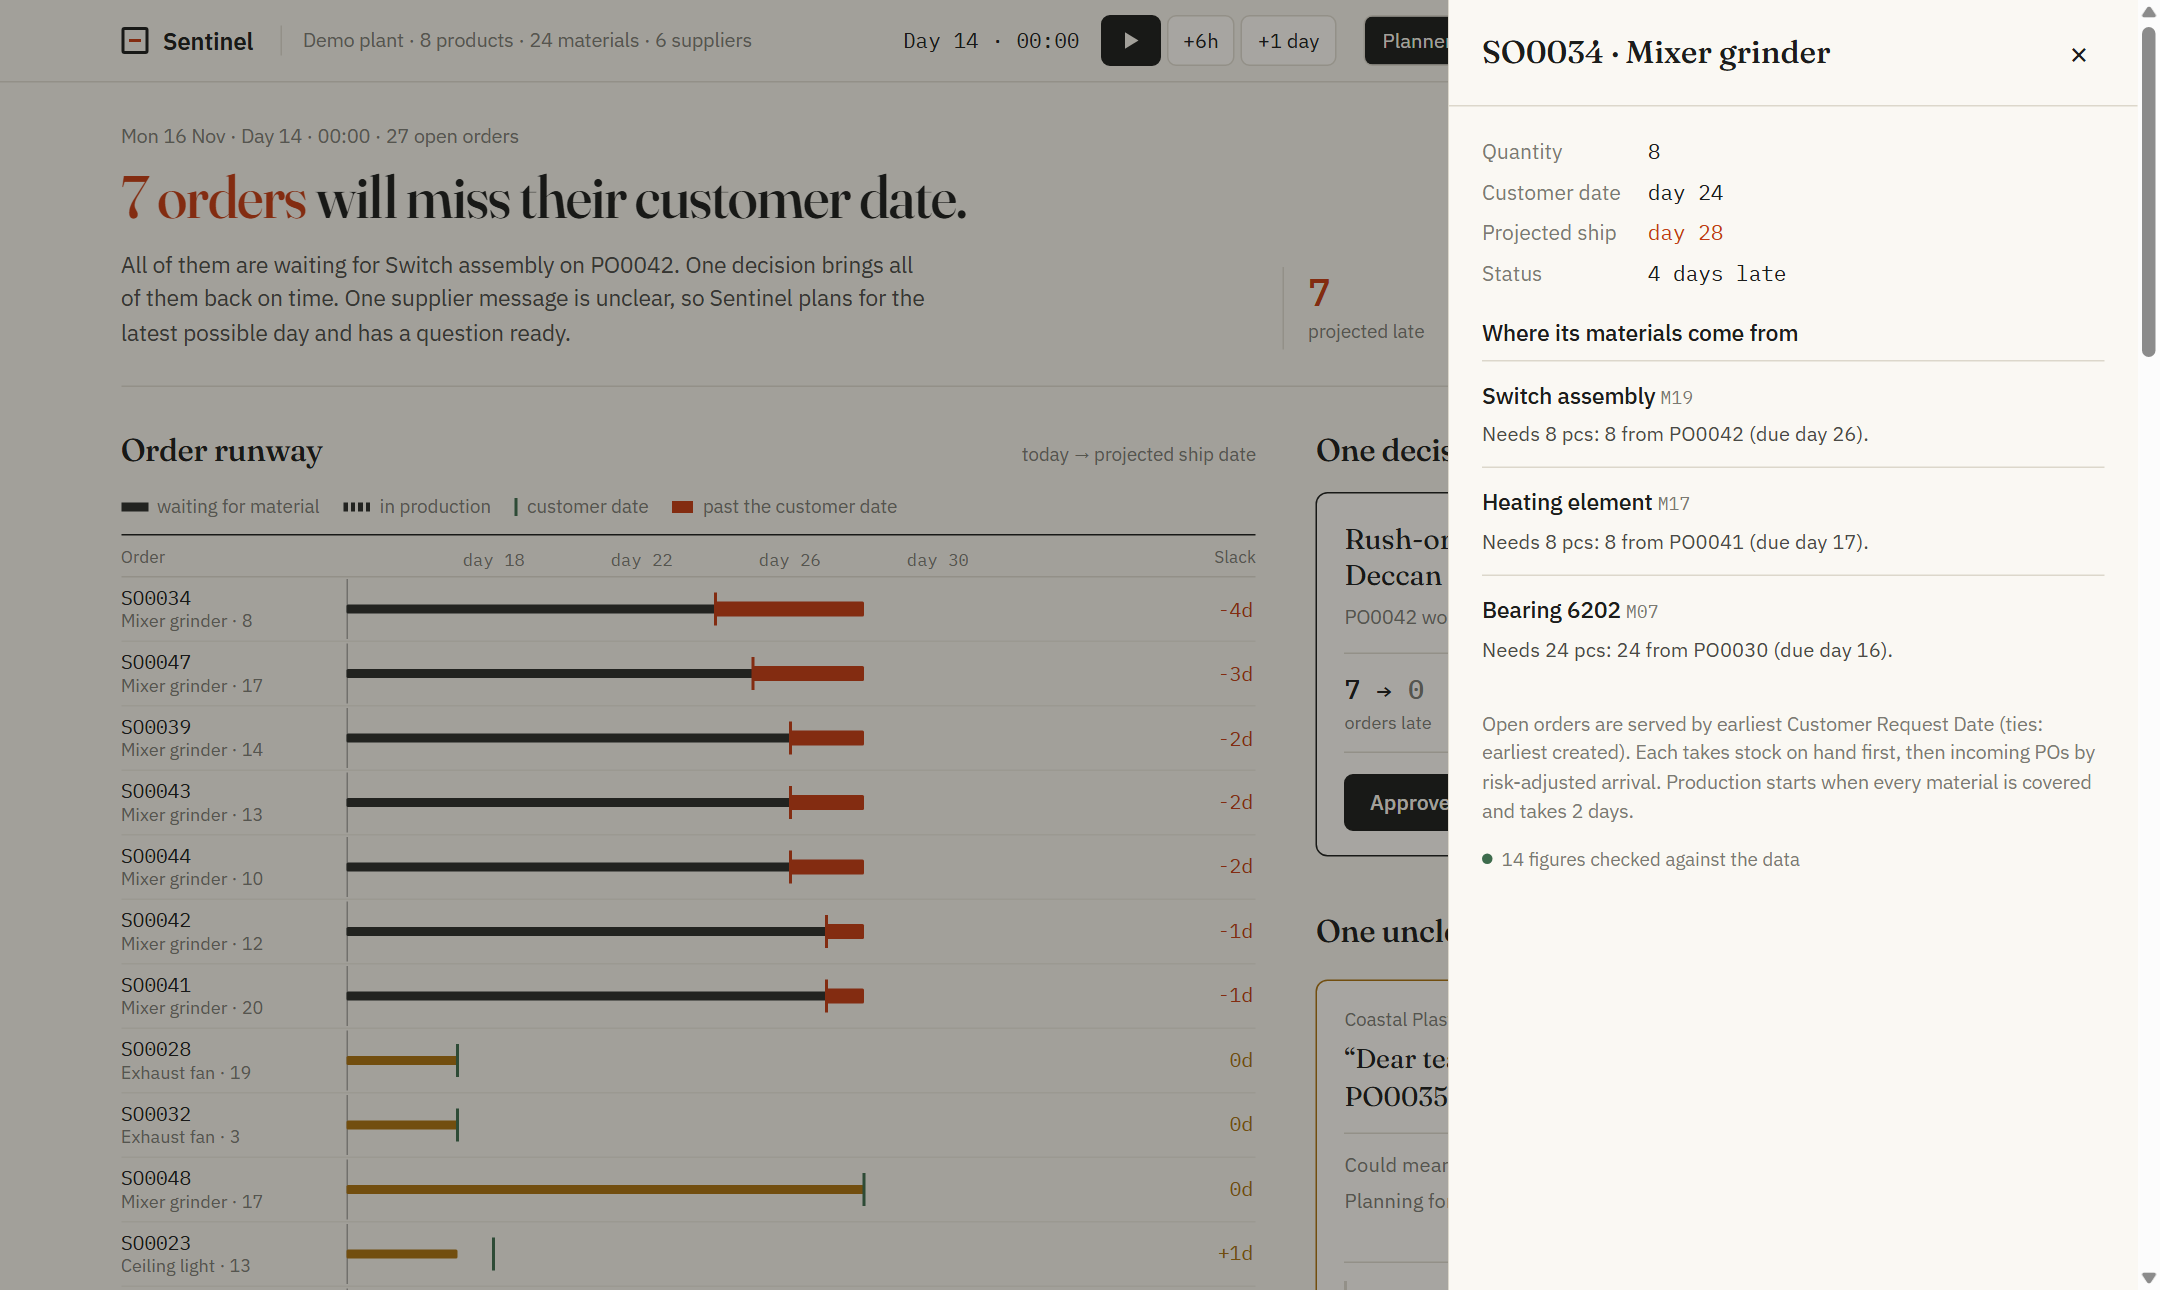 Sentinel
Demo plant · 8 products · 24 materials · 6 suppliers
Day 14 · 00:00
+6h
+1 day
Mon 16 Nov · Day 14 · 00:00 · 27 open orders
7 orders will miss their customer date.
All of them are waiting for Switch assembly on PO0042. One decision brings all
of them back on time. One supplier message is unclear, so Sentinel plans for the
latest possible day and has a question ready.
7
projected late
Order runway
today → projected ship date
waiting for material
in production
customer date
past the customer date
Order
day 18
day 22
day 26
day 30
Slack
SO0034
Mixer grinder · 8
-4d
SO0047
Mixer grinder · 17
-3d
SO0039
Mixer grinder · 14
-2d
SO0043
Mixer grinder · 13
-2d
SO0044
Mixer grinder · 10
-2d
SO0042
Mixer grinder · 12
-1d
SO0041
Mixer grinder · 20
-1d
SO0028
Exhaust fan · 19
0d
SO0032
Exhaust fan · 3
0d
SO0048
Mixer grinder · 17
0d
SO0023
Ceiling light · 13
+1d
One
Deccan
PO0042
7 → 0
orders late
Approve
One
Coastal
“Dear
PO0035
Could
Planning
SO0034 · Mixer grinder
×
Quantity 8
Customer date day 24
Projected ship day 28
Status 4 days late
Where its materials come from
Switch assembly M19
Needs 8 pcs: 8 from PO0042 (due day 26).
Heating element M17
Needs 8 pcs: 8 from PO0041 (due day 17).
Bearing 6202 M07
Needs 24 pcs: 24 from PO0030 (due day 16).
Open orders are served by earliest Customer Request Date (ties:
earliest created). Each takes stock on hand first, then incoming POs by
risk-adjusted arrival. Production starts when every material is covered
and takes 2 days.
14 figures checked against the data